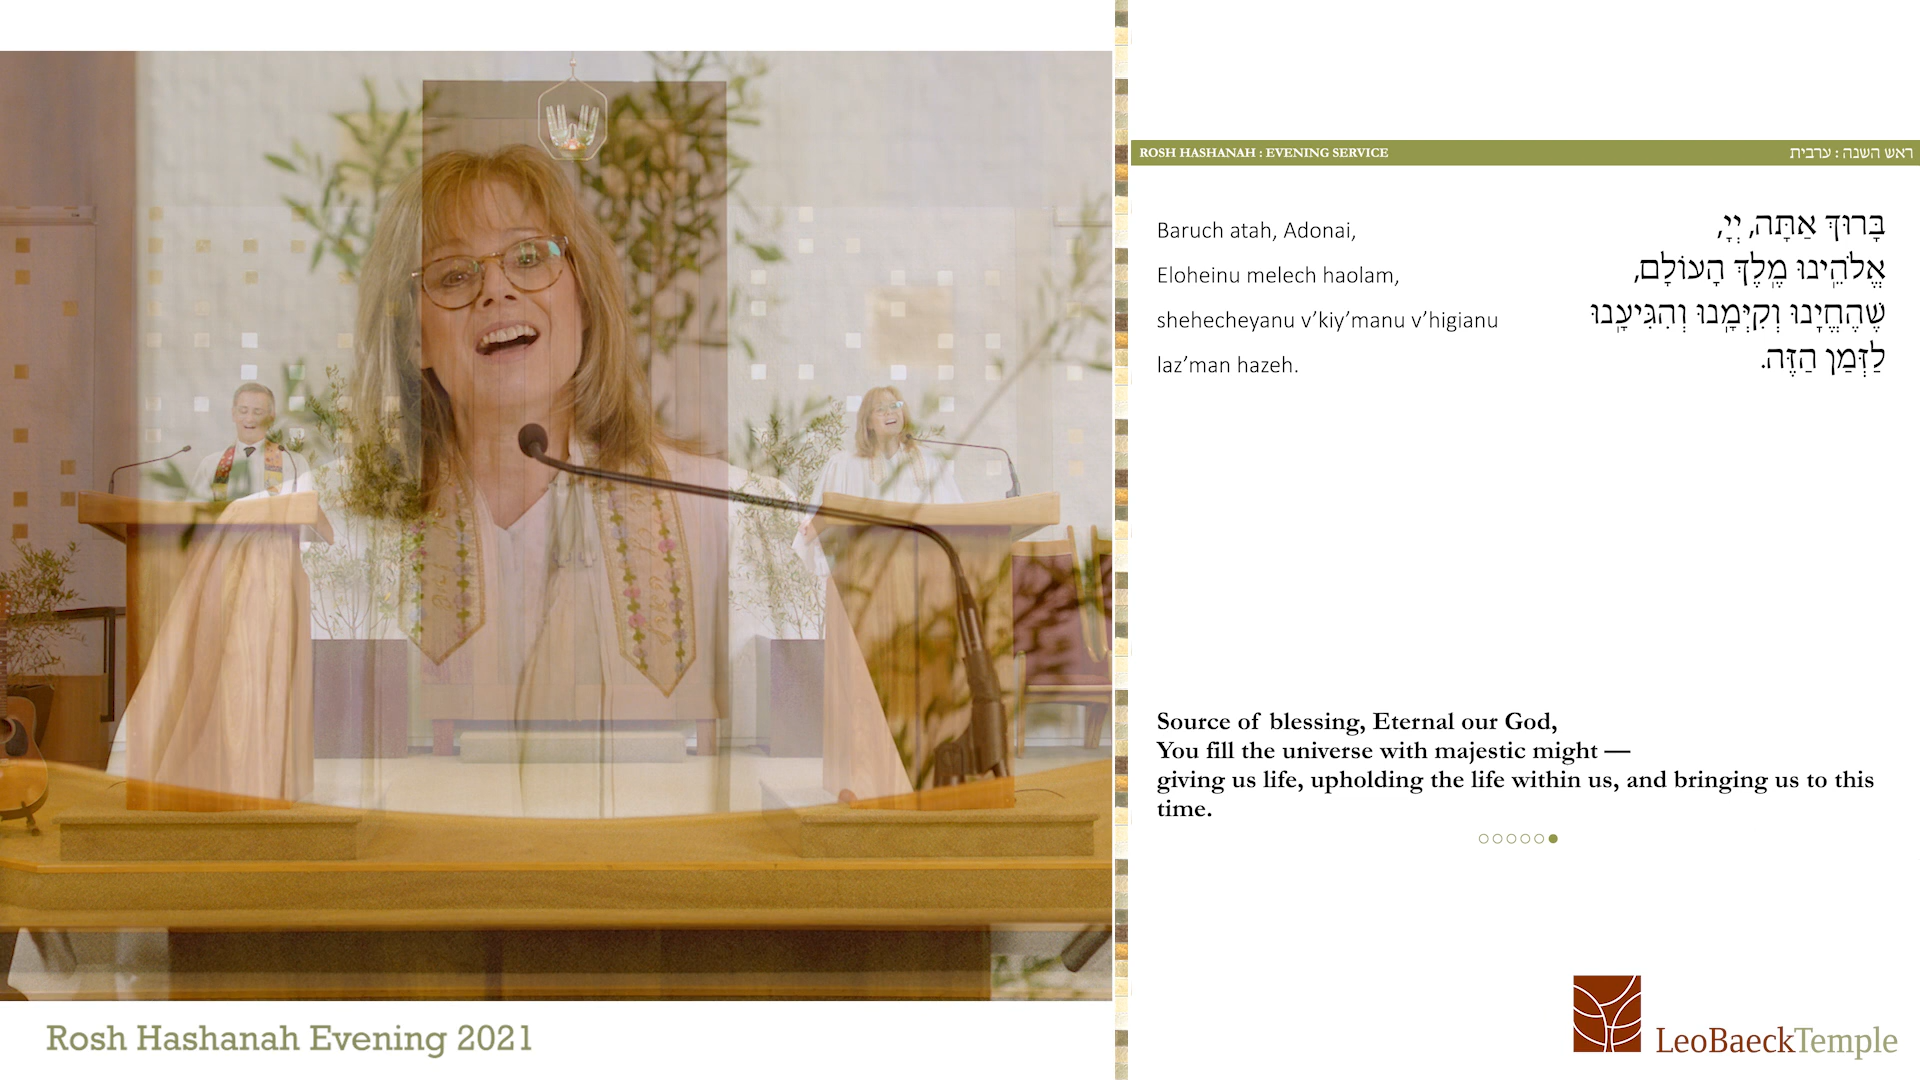 ROSH HASHANAH : EVENING SERVICE
ראש השנה : ערבית
Baruch atah, Adonai,
Eloheinu melech haolam,
shehecheyanu v’kiy’manu v’higianu
laz’man hazeh.
בָּרוּךְ אַתָּה, יְיָ,
אֱלֹהֵֽינוּ מֶֽלֶךְ הָעוֹלָם,
שֶׁהֶחֱיָֽנוּ וְקִיְּמָֽנוּ וְהִגִּיעָֽנוּ
לַזְּמַן הַזֶּה.
Source of blessing, Eternal our God,
You fill the universe with majestic might —
giving us life, upholding the life within us, and bringing us to this
time.
Rosh Hashanah Evening 2021
LeoBaeckTemple